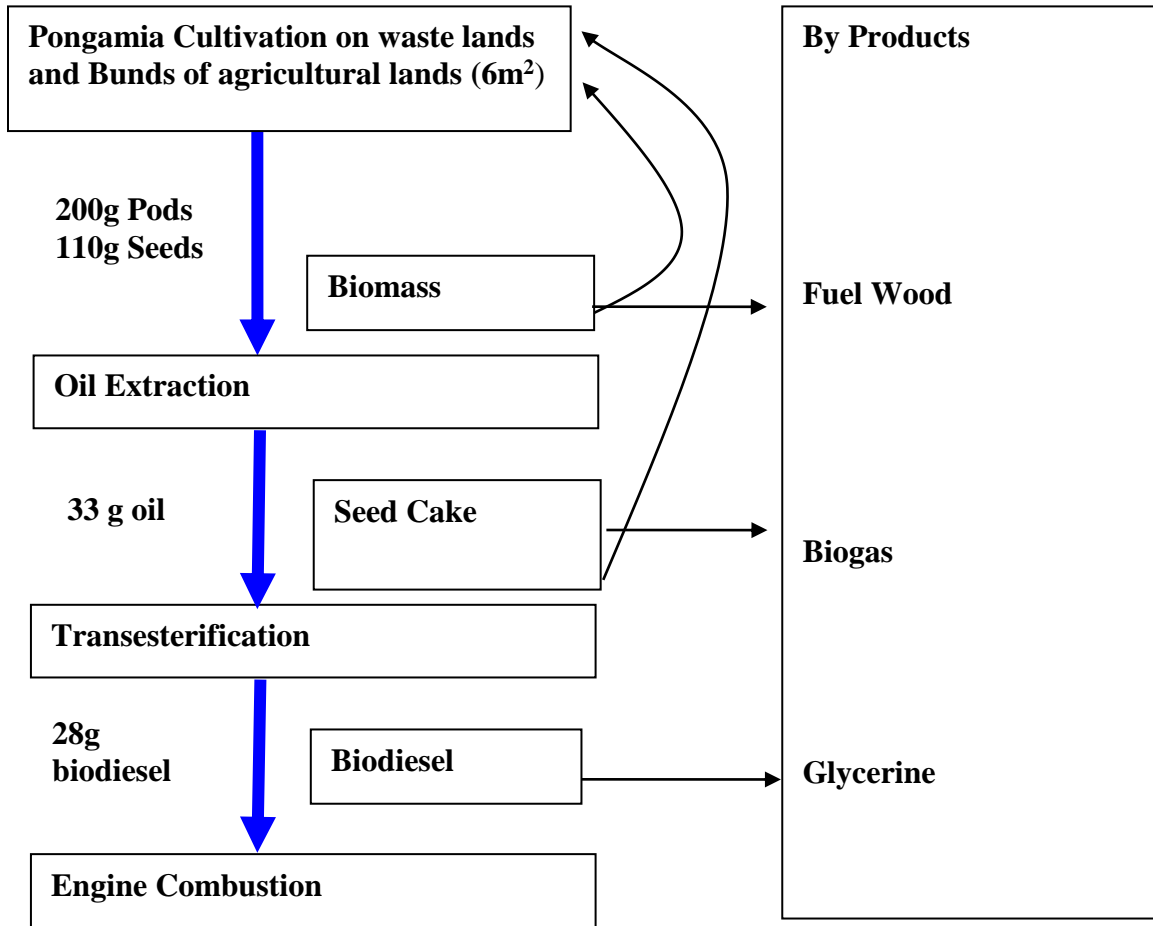 Pongamia Cultivation on waste lands
and Bunds of agricultural lands (6m²)
By Products
200g Pods
110g Seeds
Biomass
Fuel Wood
Oil Extraction
33 g oil
Seed Cake
Biogas
Transesterification
28g
biodiesel
Biodiesel
Glycerine
Engine Combustion